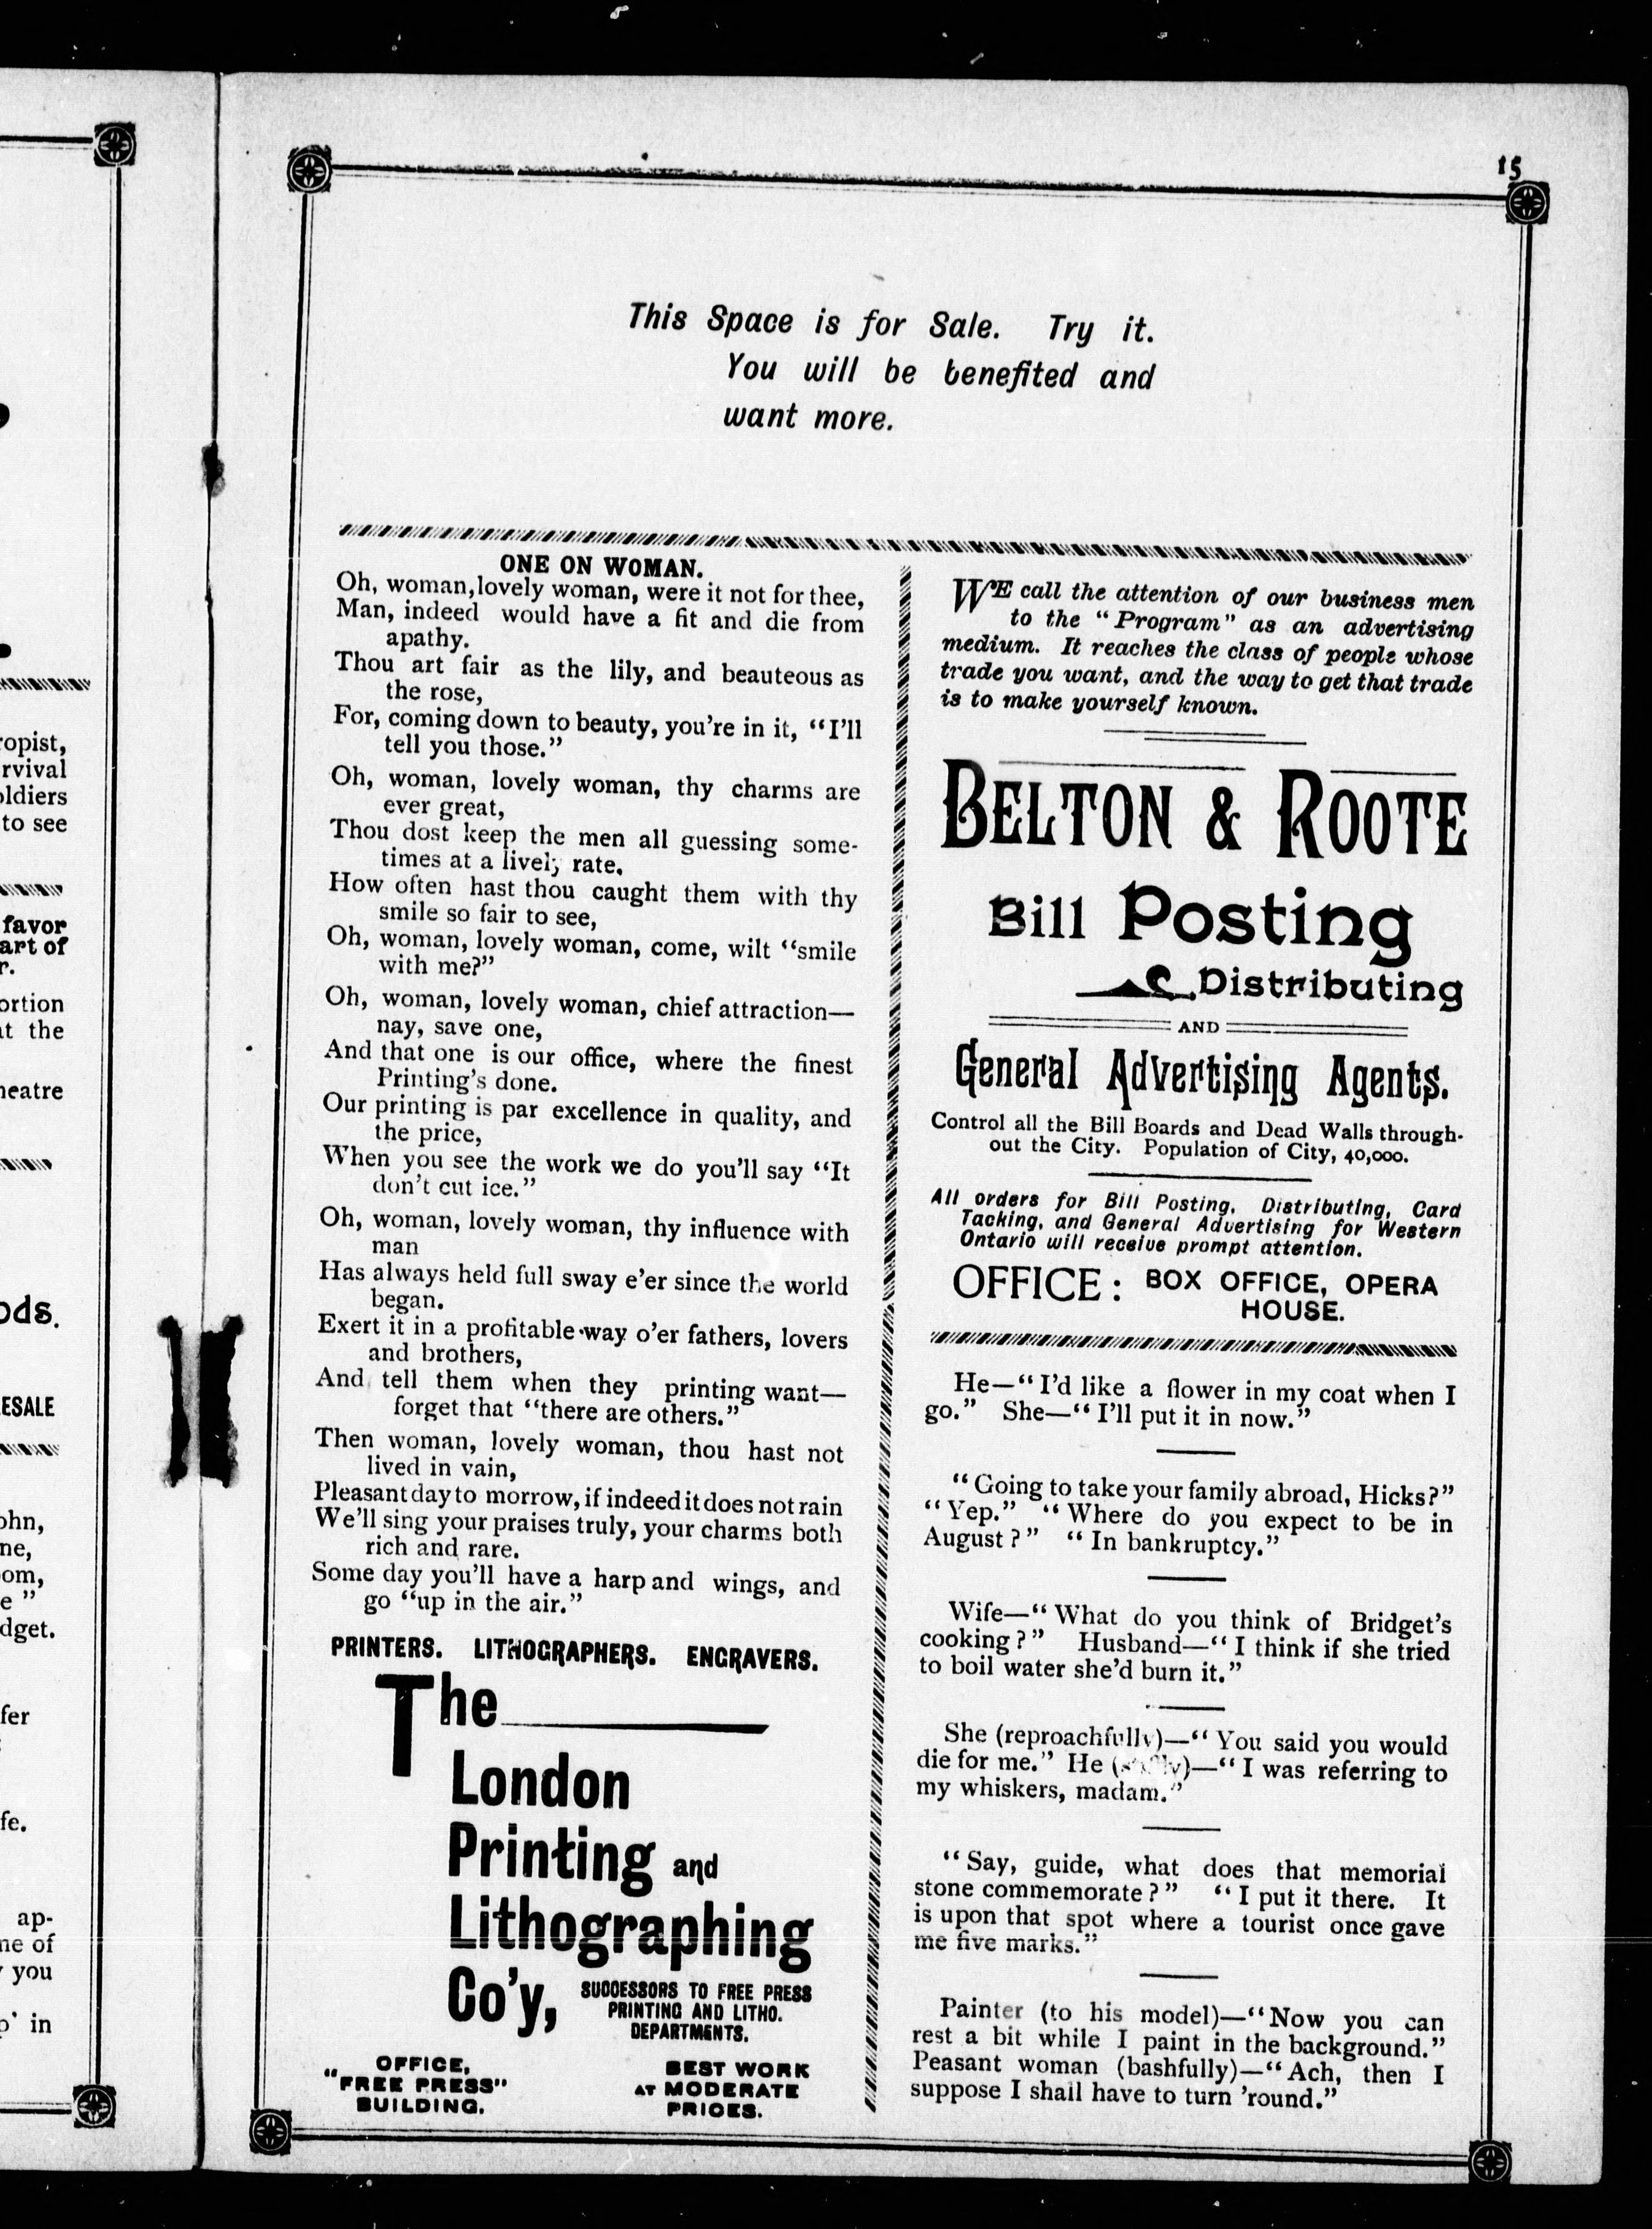 15
This Space is for Sale. Try it.
You will be benefited and
want more.
ONE ON WOMAN.
Oh, woman, lovely woman, were it not for thee,
Man, indeed would have a fit and die from
apathy.
Thou art fair as the lily, and beauteous as
the rose,
For, coming down to beauty, you're in it, "I'll
tell you those."
Oh, woman, lovely woman, thy charms are
ever great,
Thou dost keep the men all guessing some-
times at a lively rate.
How often hast thou caught them with thy
smile so fair to see,
Oh, woman, lovely woman, come, wilt "smile
with me?"
Oh, woman, lovely woman, chief attraction—
nay, save one,
And that one is our office, where the finest
Printing's done.
Our printing is par excellence in quality, and
the price,
When you see the work we do you'll say "It
don't cut ice."
Oh, woman, lovely woman, thy influence with
man
Has always held full sway e'er since the world
began.
Exert it in a profitable way o'er fathers, lovers
and brothers,
And tell them when they printing want—
forget that "there are others."
Then woman, lovely woman, thou hast not
lived in vain,
Pleasant day to morrow, if indeed it does not rain
We'll sing your praises truly, your charms both
rich and rare.
Some day you'll have a harp and wings, and
go "up in the air."
PRINTERS. LITHOGRAPHERS. ENGRAVERS.
The
London
Printing and
Lithographing
Co'y,
SUCCESSORS TO FREE PRESS
PRINTING AND LITHO.
DEPARTMENTS.
OFFICE,
"FREE PRESS"
BUILDING.
BEST WORK
AT MODERATE
PRICES.
WE call the attention of our business men
to the "Program" as an advertising
medium. It reaches the class of people whose
trade you want, and the way to get that trade
is to make yourself known.
BELTON & ROOTE
Bill Posting
Distributing
AND
General Advertising Agents.
Control all the Bill Boards and Dead Walls through-
out the City. Population of City, 40,000.
All orders for Bill Posting, Distributing, Card
Tacking, and General Advertising for Western
Ontario will receive prompt attention.
OFFICE: BOX OFFICE, OPERA
HOUSE.
He—"I'd like a flower in my coat when I
go." She—"I'll put it in now."
"Going to take your family abroad, Hicks?"
"Yep." "Where do you expect to be in
August?" "In bankruptcy."
Wife—"What do you think of Bridget's
cooking?" Husband—"I think if she tried
to boil water she'd burn it."
She (reproachfully)—"You said you would
die for me." He —"I was referring to
my whiskers, madam."
"Say, guide, what does that memorial
stone commemorate?" "I put it there. It
is upon that spot where a tourist once gave
me five marks."
Painter (to his model)—"Now you can
rest a bit while I paint in the background."
Peasant woman (bashfully)—"Ach, then I
suppose I shall have to turn 'round."